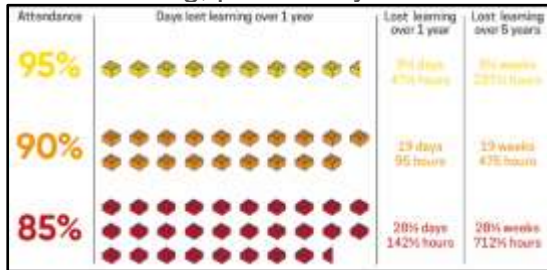 Attendance
Days lost learning over 1 year
Lost learning
over 1 year
Lost learning
over 5 years
95%
9½ days
47½ hours
9½ weeks
237½ hours
90%
19 days
95 hours
19 weeks
475 hours
85%
28½ days
142½ hours
28½ weeks
712½ hours